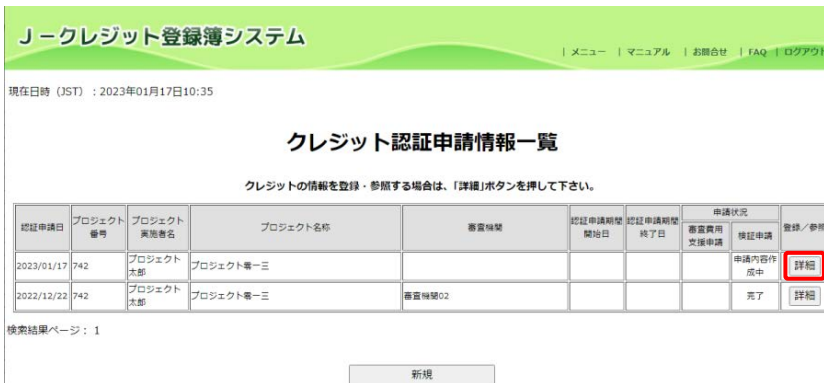 Jークレジット登録簿システム
| メニュー | マニュアル | お問合せ | FAQ | ログアウト
現在日時（JST）：2023年01月17日10:35
クレジット認証申請情報一覧
クレジットの情報を登録・参照する場合は、「詳細」ボタンを押して下さい。
認証申請日 プロジェクト番号 プロジェクト実施者名 プロジェクト名称 審査機関 認証申請期間開始日 認証申請期間終了日 申請状況 審査費用支援申請 検証申請 登録／参照
2023/01/17 742 プロジェクト太郎 プロジェクト零一三 申請内容作成中 詳細
2022/12/22 742 プロジェクト太郎 プロジェクト零一三 審査機関02 完了 詳細
検索結果ページ： 1
新規